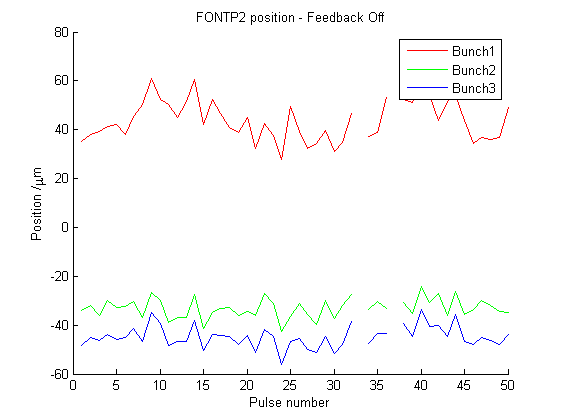 FONTP2 position - Feedback Off
Bunch1
Bunch2
Bunch3
Position /μm
80
60
40
20
0
-20
-40
-60
0 5 10 15 20 25 30 35 40 45 50
Pulse number